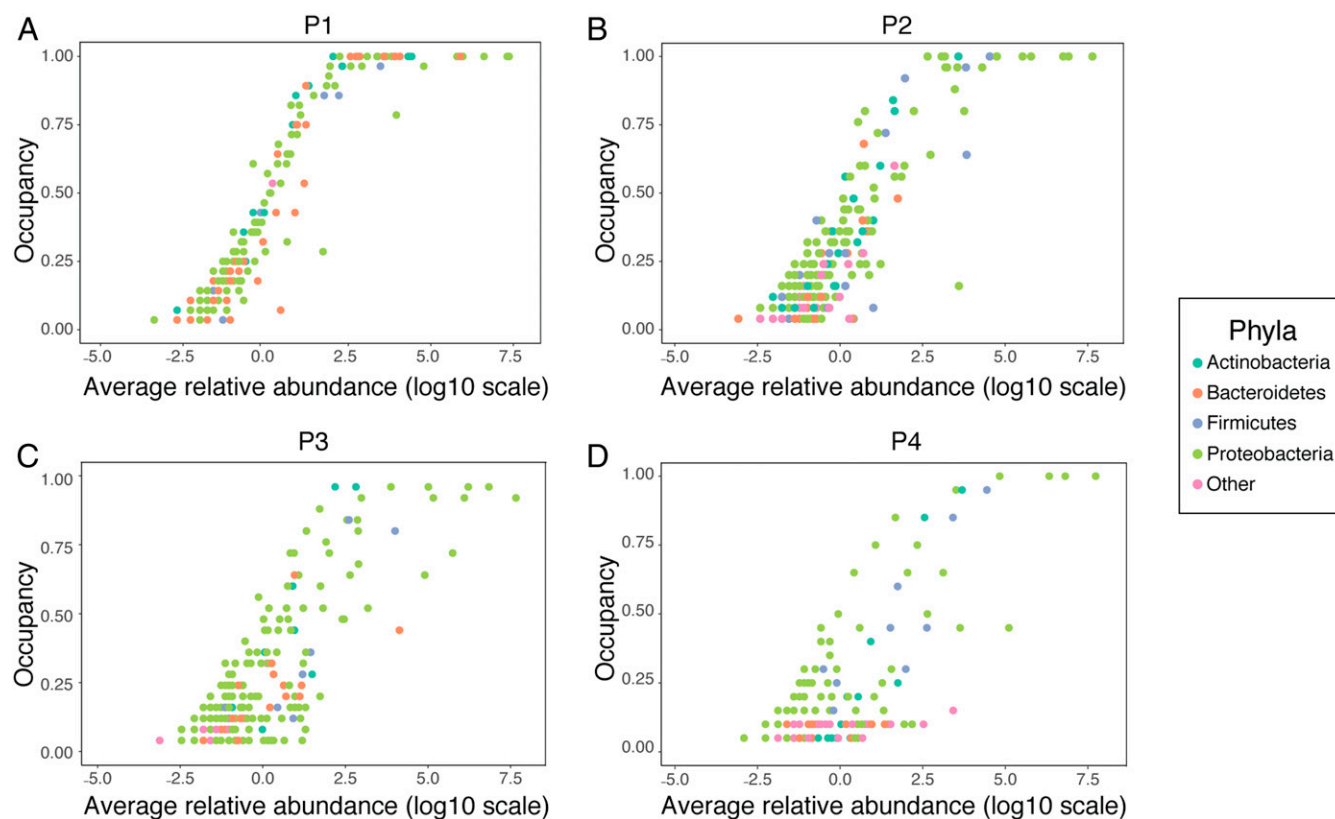 A
P1
1.00
0.75
0.50
0.25
0.00
Occupancy
-5.0 -2.5 0.0 2.5 5.0 7.5
Average relative abundance (log10 scale)
B
P2
1.00
0.75
0.50
0.25
0.00
Occupancy
-5.0 -2.5 0.0 2.5 5.0 7.5
Average relative abundance (log10 scale)
Phyla
Actinobacteria
Bacteroidetes
Firmicutes
Proteobacteria
Other
C
P3
1.00
0.75
0.50
0.25
0.00
Occupancy
-5.0 -2.5 0.0 2.5 5.0 7.5
Average relative abundance (log10 scale)
D
P4
1.00
0.75
0.50
0.25
0.00
Occupancy
-5.0 -2.5 0.0 2.5 5.0 7.5
Average relative abundance (log10 scale)